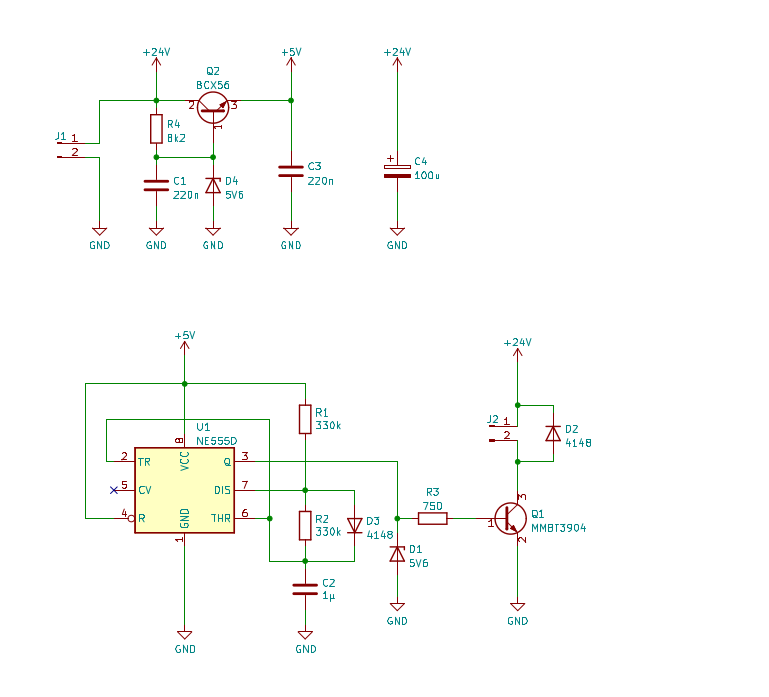 +24V
+5V
+24V
Q2
BCX56
2
3
1
J1
1
2
R4
8k2
C1
220n
D4
5V6
C3
220n
+
C4
100u
GND
GND
GND
GND
GND
+5V
+24V
R1
330k
J2
1
2
D2
4148
U1
NE555D
8
VCC
2
TR
Q
3
5
CV
DIS
7
4
R
GND
THR
6
1
R2
330k
D3
4148
R3
750
3
1
Q1
MMBT3904
2
D1
5V6
C2
1µ
GND
GND
GND
GND